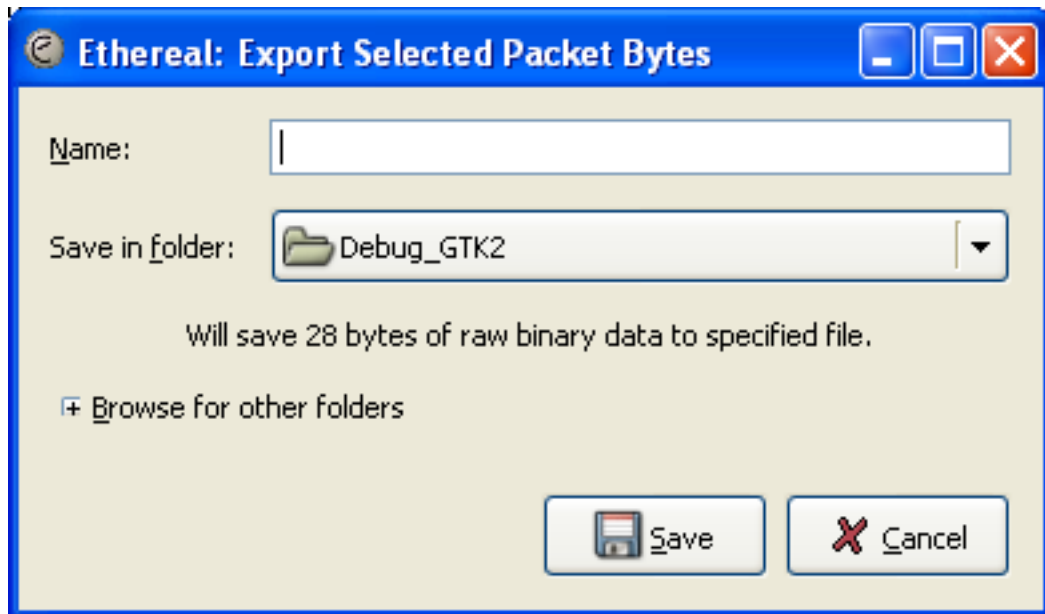 Ethereal: Export Selected Packet Bytes
Name:
Save in folder: Debug_GTK2
Will save 28 bytes of raw binary data to specified file.
Browse for other folders
Save Cancel